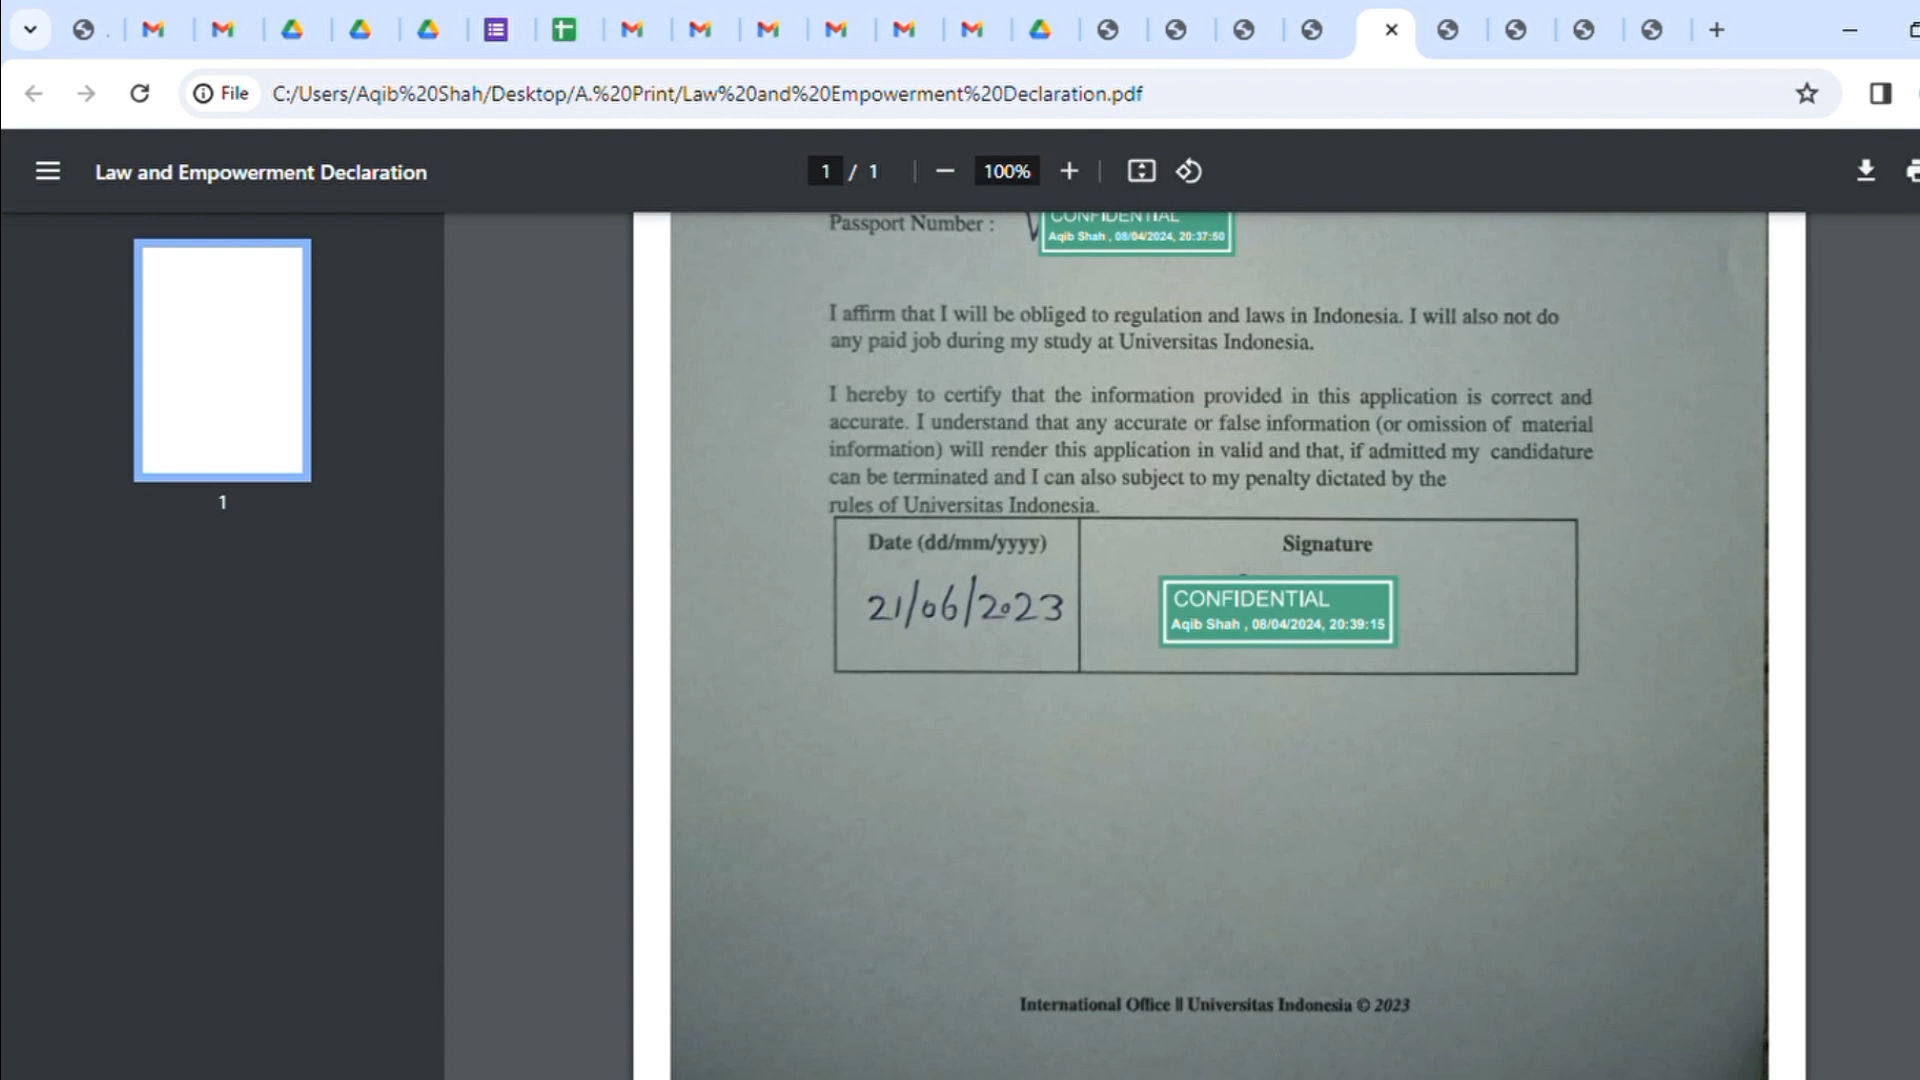 File C:/Users/Aqib%20Shah/Desktop/A.%20Print/Law%20and%20Empowerment%20Declaration.pdf
Law and Empowerment Declaration
1 / 1
100%
1
Passport Number :
CONFIDENTIAL
Aqib Shah , 08/04/2024, 20:37:50
I affirm that I will be obliged to regulation and laws in Indonesia. I will also not do
any paid job during my study at Universitas Indonesia.
I hereby to certify that the information provided in this application is correct and
accurate. I understand that any accurate or false information (or omission of material
information) will render this application in valid and that, if admitted my candidature
can be terminated and I can also subject to my penalty dictated by the
rules of Universitas Indonesia.
Date (dd/mm/yyyy)
Signature
21/06/2023
CONFIDENTIAL
Aqib Shah , 08/04/2024, 20:39:15
International Office || Universitas Indonesia © 2023